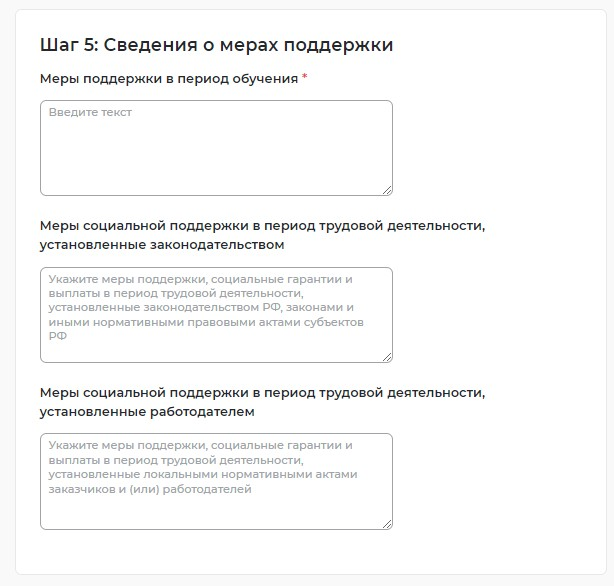 Шаг 5: Сведения о мерах поддержки
Меры поддержки в период обучения *
Введите текст
Меры социальной поддержки в период трудовой деятельности,
установленные законодательством
Укажите меры поддержки, социальные гарантии и
выплаты в период трудовой деятельности,
установленные законодательством РФ, законами и
иными нормативными правовыми актами субъектов
РФ
Меры социальной поддержки в период трудовой деятельности,
установленные работодателем
Укажите меры поддержки, социальные гарантии и
выплаты в период трудовой деятельности,
установленные локальными нормативными актами
заказчиков и (или) работодателей